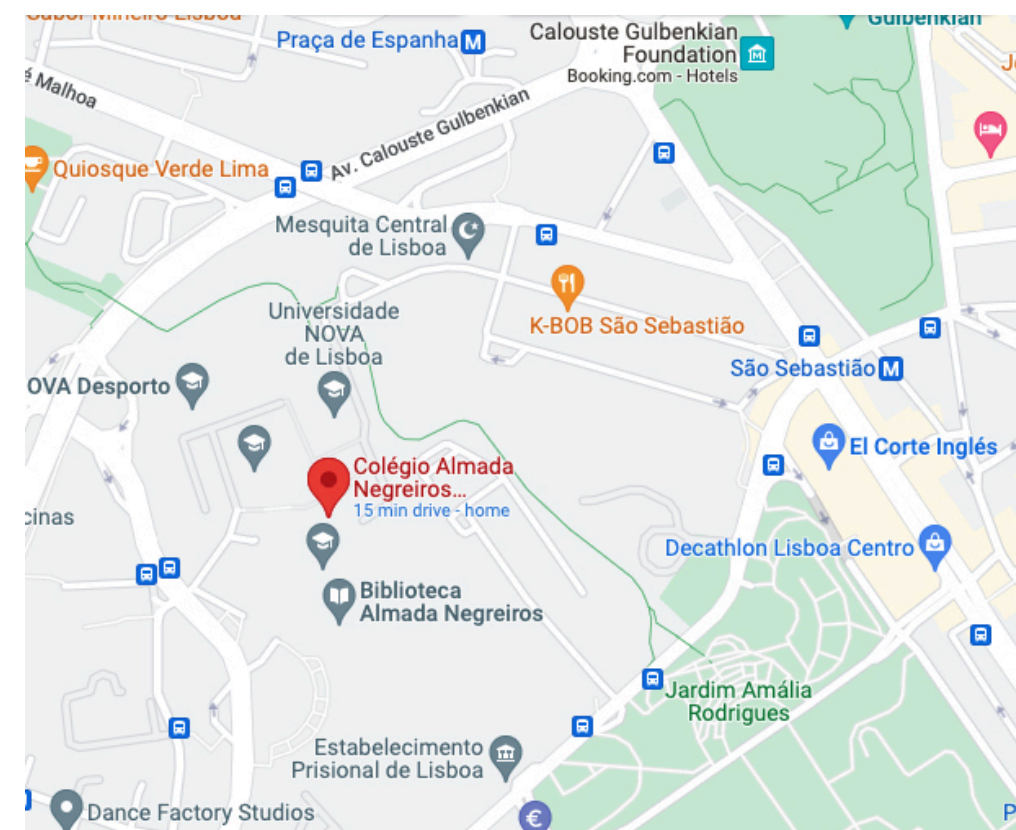 Sabor Mineiro Lisboa
Praça de Espanha M
Calouste Gulbenkian
Foundation
Booking.com - Hotels
Gulbenkian
é Malhoa
Av. Calouste Gulbenkian
Quiosque Verde Lima
Mesquita Central
de Lisboa
Universidade
NOVA
de Lisboa
K-BOB São Sebastião
São Sebastião M
OVA Desporto
El Corte Inglés
Colégio Almada
Negreiros...
15 min drive - home
cinas
Decathlon Lisboa Centro
Biblioteca
Almada Negreiros
Jardim Amália
Rodrigues
Estabelecimento
Prisional de Lisboa
Dance Factory Studios
€
P